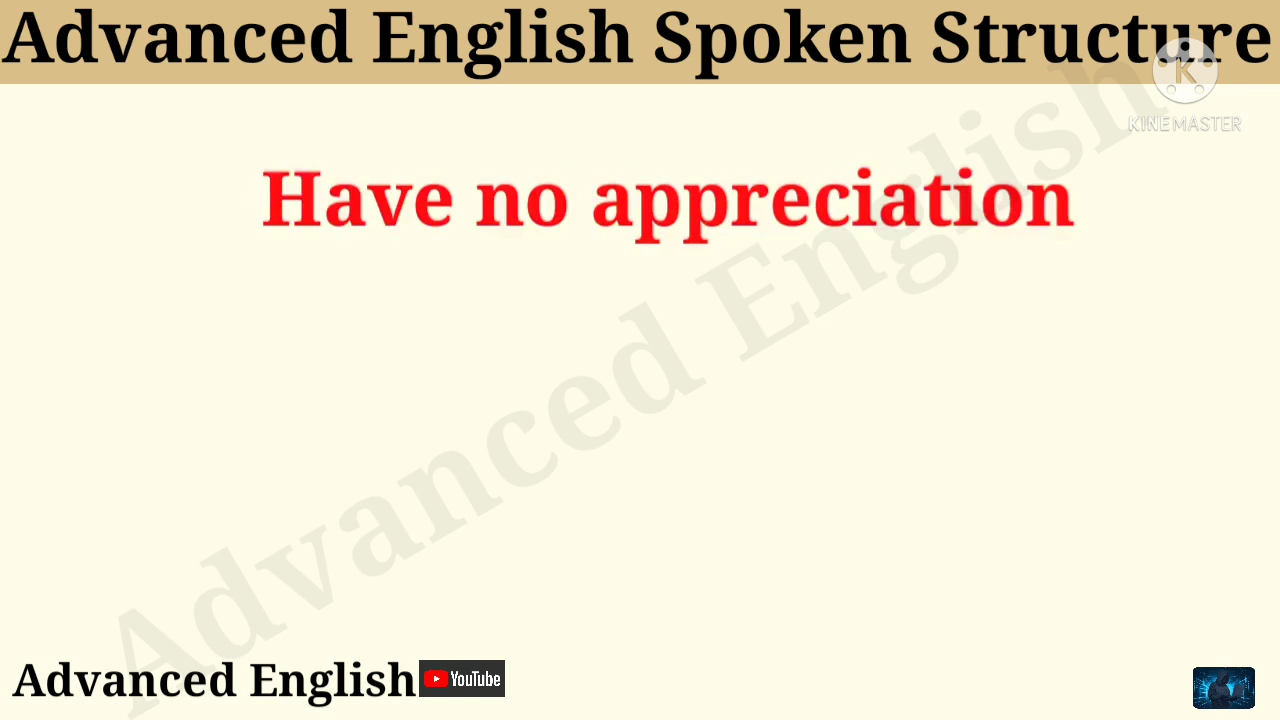 Advanced English Spoken Structure
K
KINEMASTER
Have no appreciation
Advanced English
Advanced English YouTube